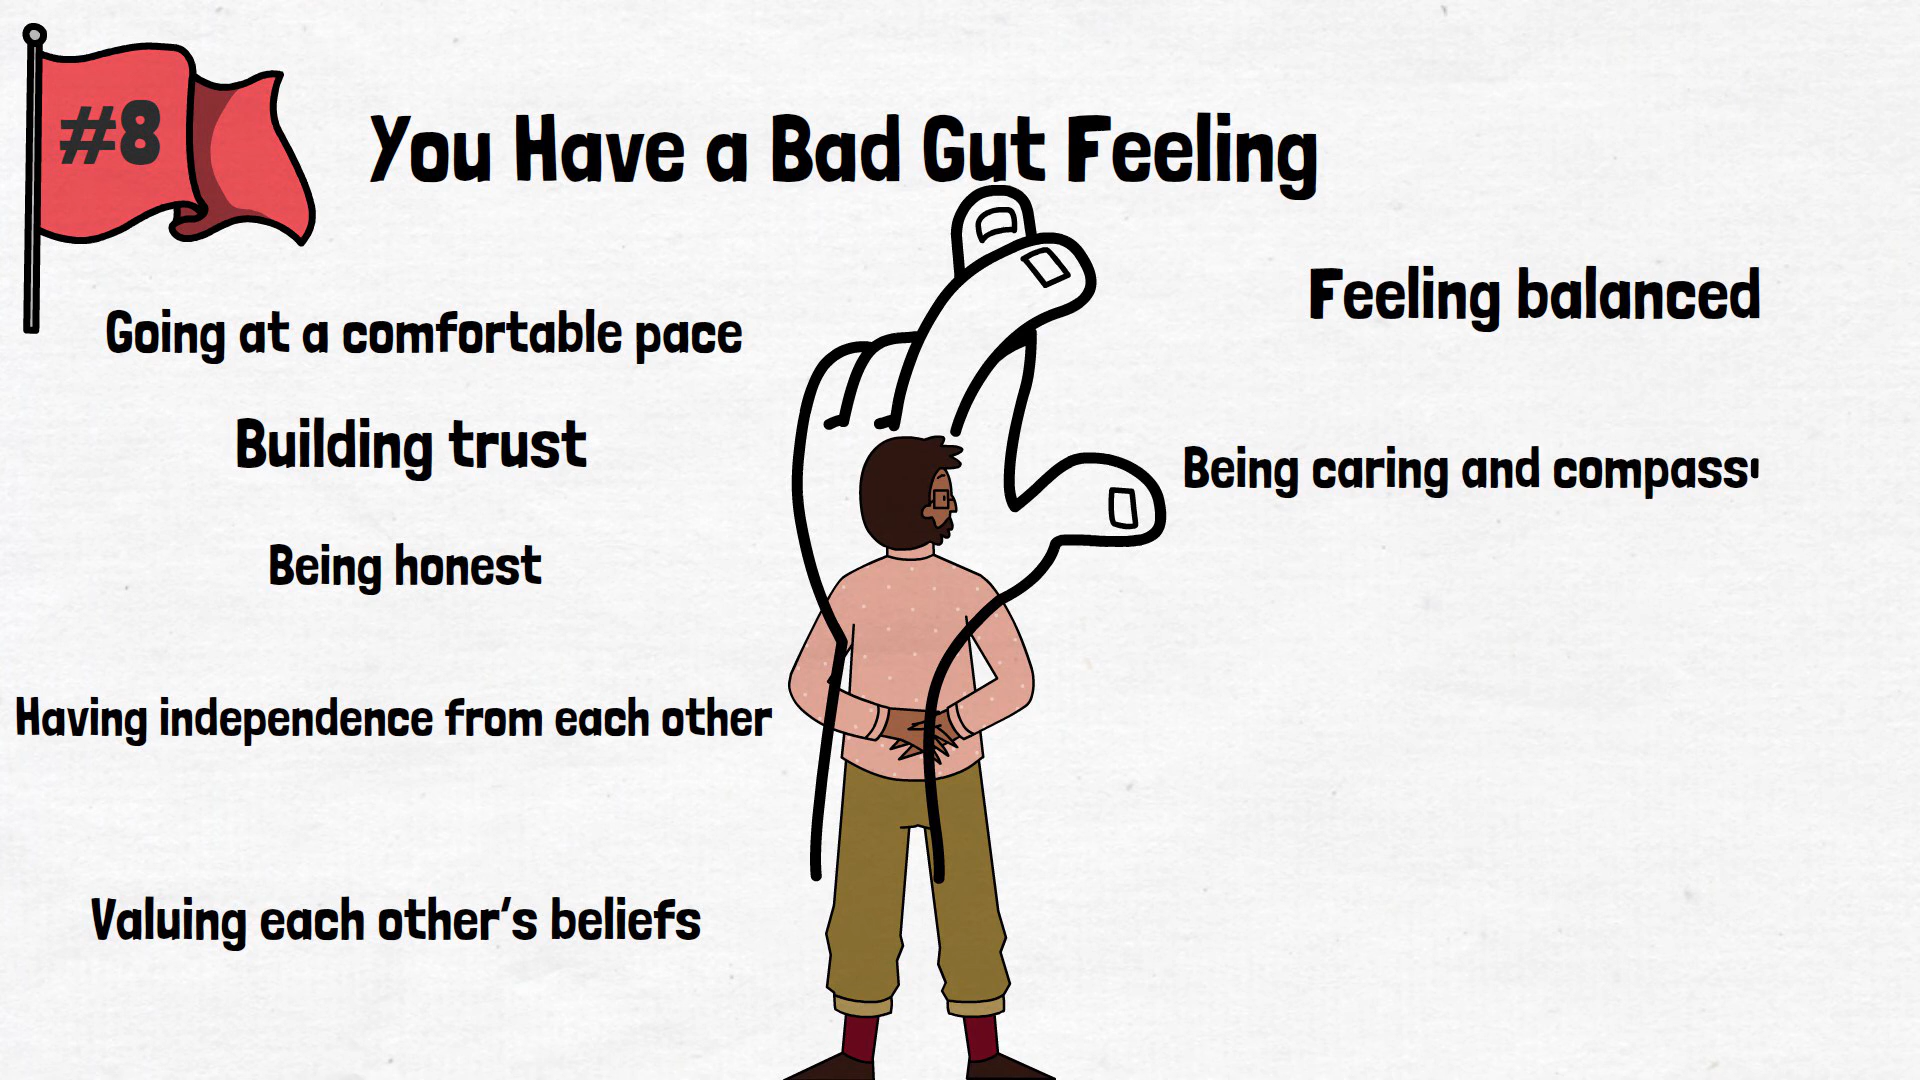 #8
You Have a Bad Gut Feeling
Going at a comfortable pace
Building trust
Being honest
Having independence from each other
Valuing each other's beliefs
Feeling balanced
Being caring and